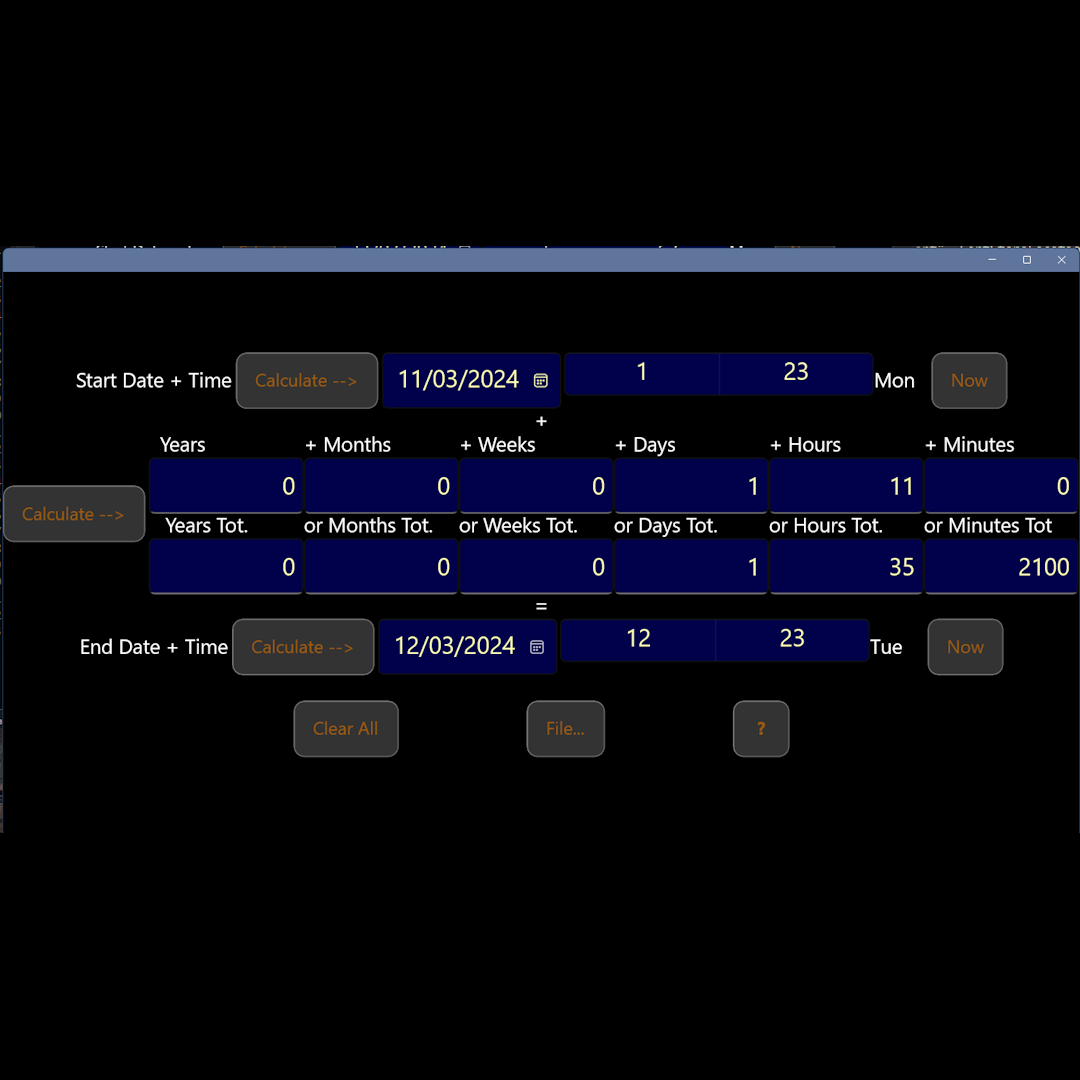 Start Date + Time Calculate --> 11/03/2024 1 23 Mon Now
+
Years + Months + Weeks + Days + Hours + Minutes
0 0 0 1 11 0
Calculate -->
Years Tot. or Months Tot. or Weeks Tot. or Days Tot. or Hours Tot. or Minutes Tot
0 0 0 1 35 2100
=
End Date + Time Calculate --> 12/03/2024 12 23 Tue Now
Clear All File... ?